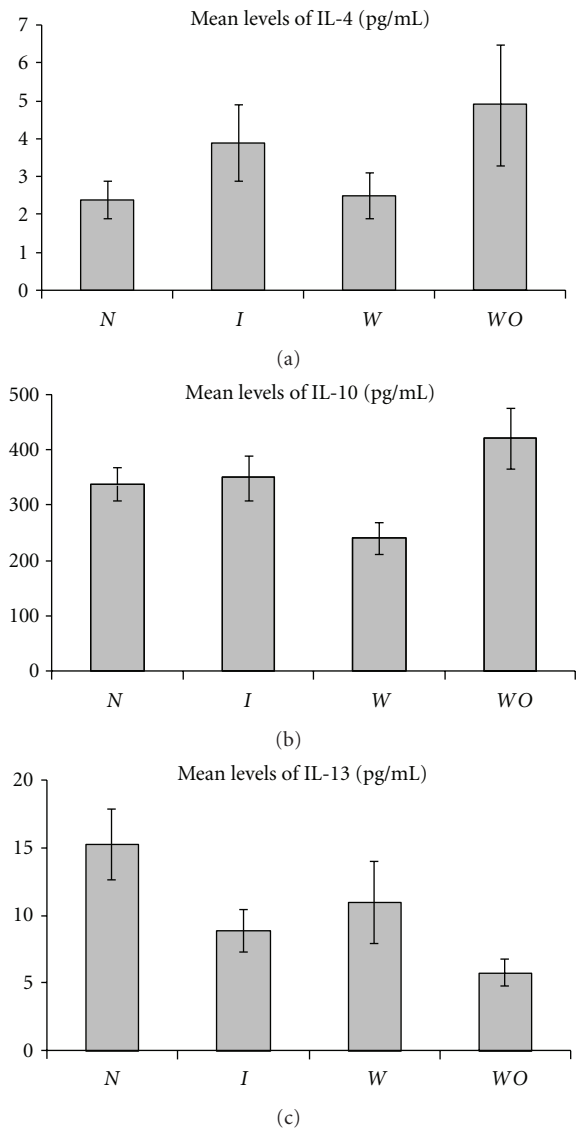 Mean levels of IL-4 (pg/mL)
7
6
5
4
3
2
1
0
N I W WO
(a)
Mean levels of IL-10 (pg/mL)
500
400
300
200
100
0
N I W WO
(b)
Mean levels of IL-13 (pg/mL)
20
15
10
5
0
N I W WO
(c)